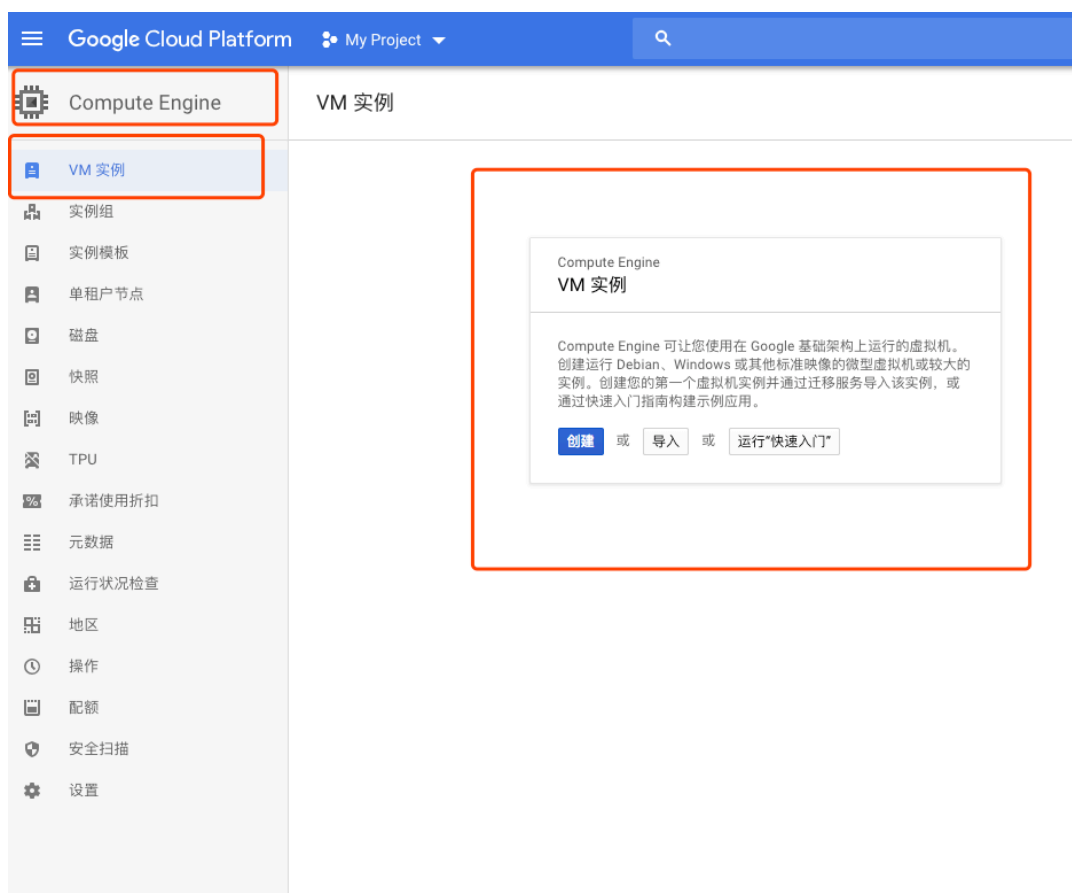 Google Cloud Platform
My Project
Compute Engine
VM 实例
VM 实例
实例组
实例模板
单租户节点
磁盘
快照
映像
TPU
承诺使用折扣
元数据
运行状况检查
地区
操作
配额
安全扫描
设置
Compute Engine
VM 实例
Compute Engine 可让您使用在 Google 基础架构上运行的虚拟机。
创建运行 Debian、Windows 或其他标准映像的微型虚拟机或较大的
实例。创建您的第一个虚拟机实例并通过迁移服务导入该实例，或
通过快速入门指南构建示例应用。
创建 或 导入 或 运行“快速入门”